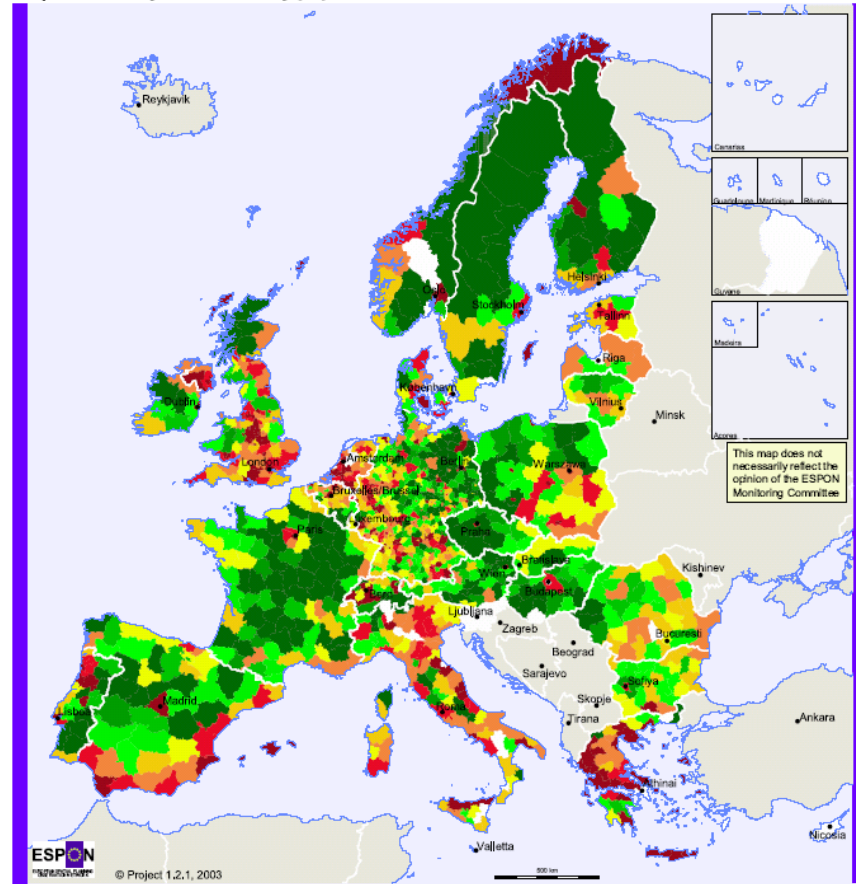 Reykjavik
Canarias
Guadeloupe Martinique Réunion
Guyane
Helsinki
Oslo
Stockholm
Tallinn
Madeira
Riga
København
Dublin
Vilnius
Minsk
Açores
London
Amsterdam
Berlin
Warszawa
This map does not
necessarily reflect the
opinion of the ESPON
Monitoring Committee
Bruxelles/Brussel
Luxembourg
Paris
Praha
Kishinev
Bratislava
Wien
Bern
Budapest
Ljubljana
Zagreb
Bucuresti
Beograd
Sarajevo
Sofiya
Madrid
Skopje
Roma
Lisboa
Tirana
Ankara
Athinai
Nicosia
Valletta
ESPON
© Project 1.2.1, 2003
500 km